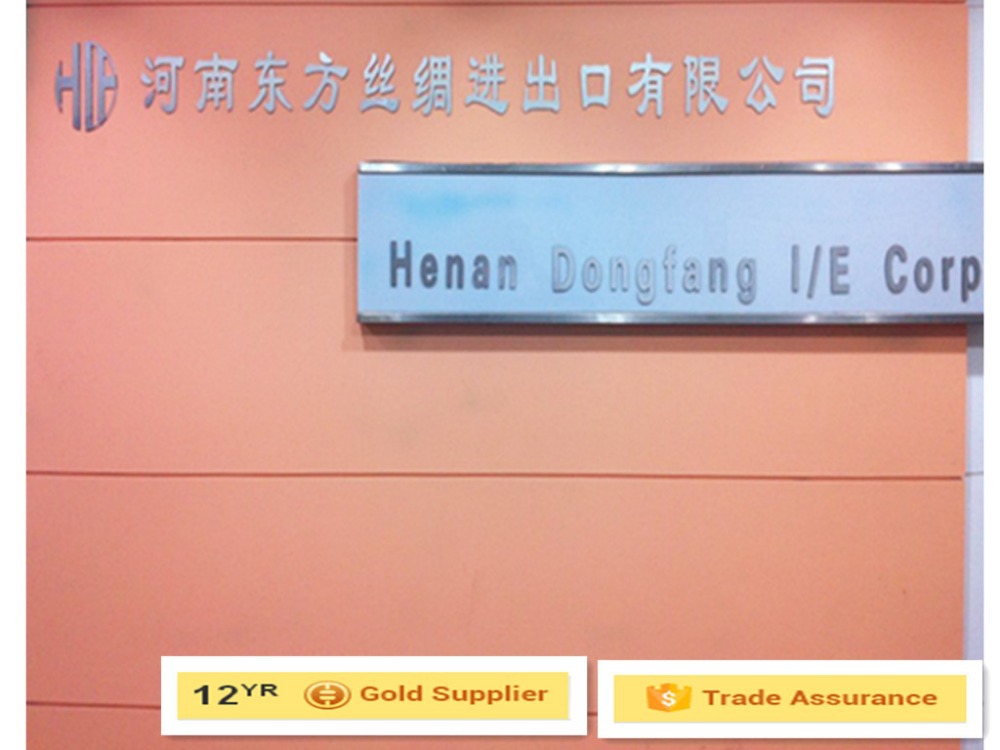 河南东方丝绸进出口有限公司
Henan Dongfang I/E Corp
12YR Gold Supplier
Trade Assurance